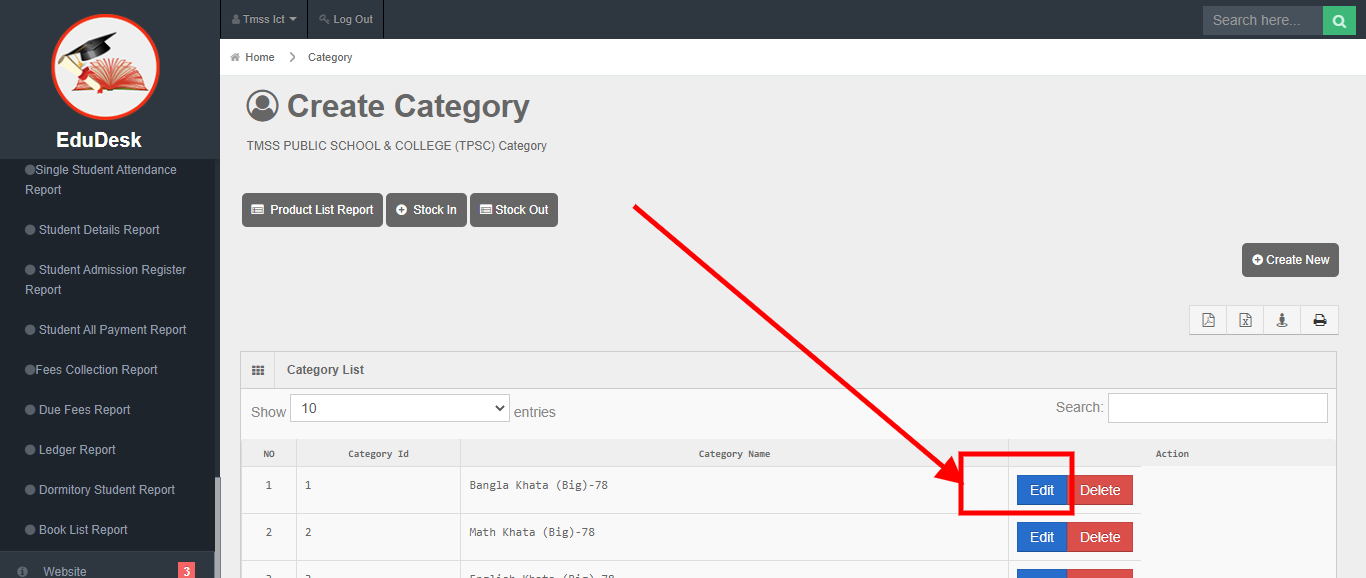 Tmss Ict
Log Out
Search here...
EduDesk
Home
Category
Create Category
TMSS PUBLIC SCHOOL & COLLEGE (TPSC) Category
Single Student Attendance
Report
Student Details Report
Student Admission Register
Report
Student All Payment Report
Fees Collection Report
Due Fees Report
Ledger Report
Dormitory Student Report
Book List Report
Website 3
Product List Report
Stock In
Stock Out
Create New
Category List
Show 10 entries
Search:
NO Category Id Category Name Action
1 1 Bangla Khata (Big)-78 Edit Delete
2 2 Math Khata (Big)-78 Edit Delete